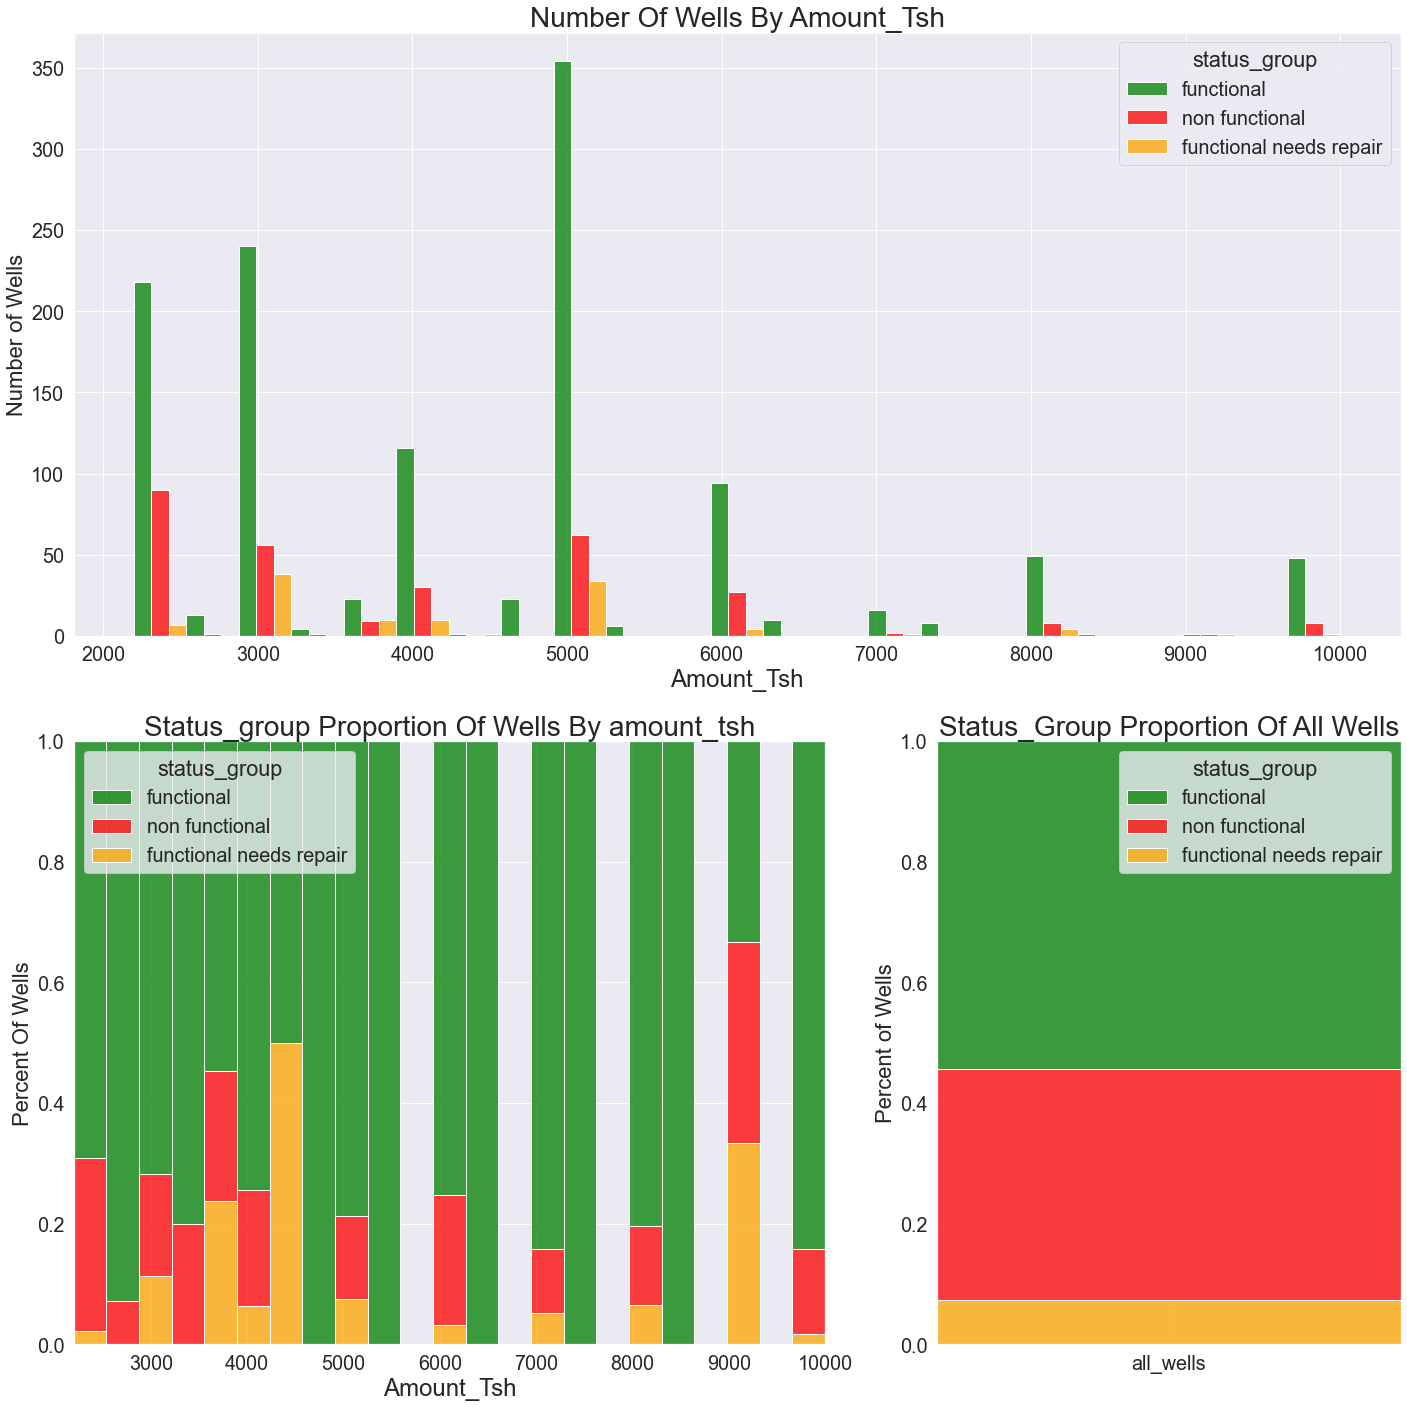 Number Of Wells By Amount_Tsh
350
300
250
200
150
100
50
0
Number of Wells
status_group
functional
non functional
functional needs repair
2000 3000 4000 5000 6000 7000 8000 9000 10000
Amount_Tsh
Status_group Proportion Of Wells By amount_tsh
1.0
0.8
0.6
0.4
0.2
0.0
Percent Of Wells
status_group
functional
non functional
functional needs repair
3000 4000 5000 6000 7000 8000 9000 10000
Amount_Tsh
Status_Group Proportion Of All Wells
1.0
0.8
0.6
0.4
0.2
0.0
Percent of Wells
status_group
functional
non functional
functional needs repair
all_wells